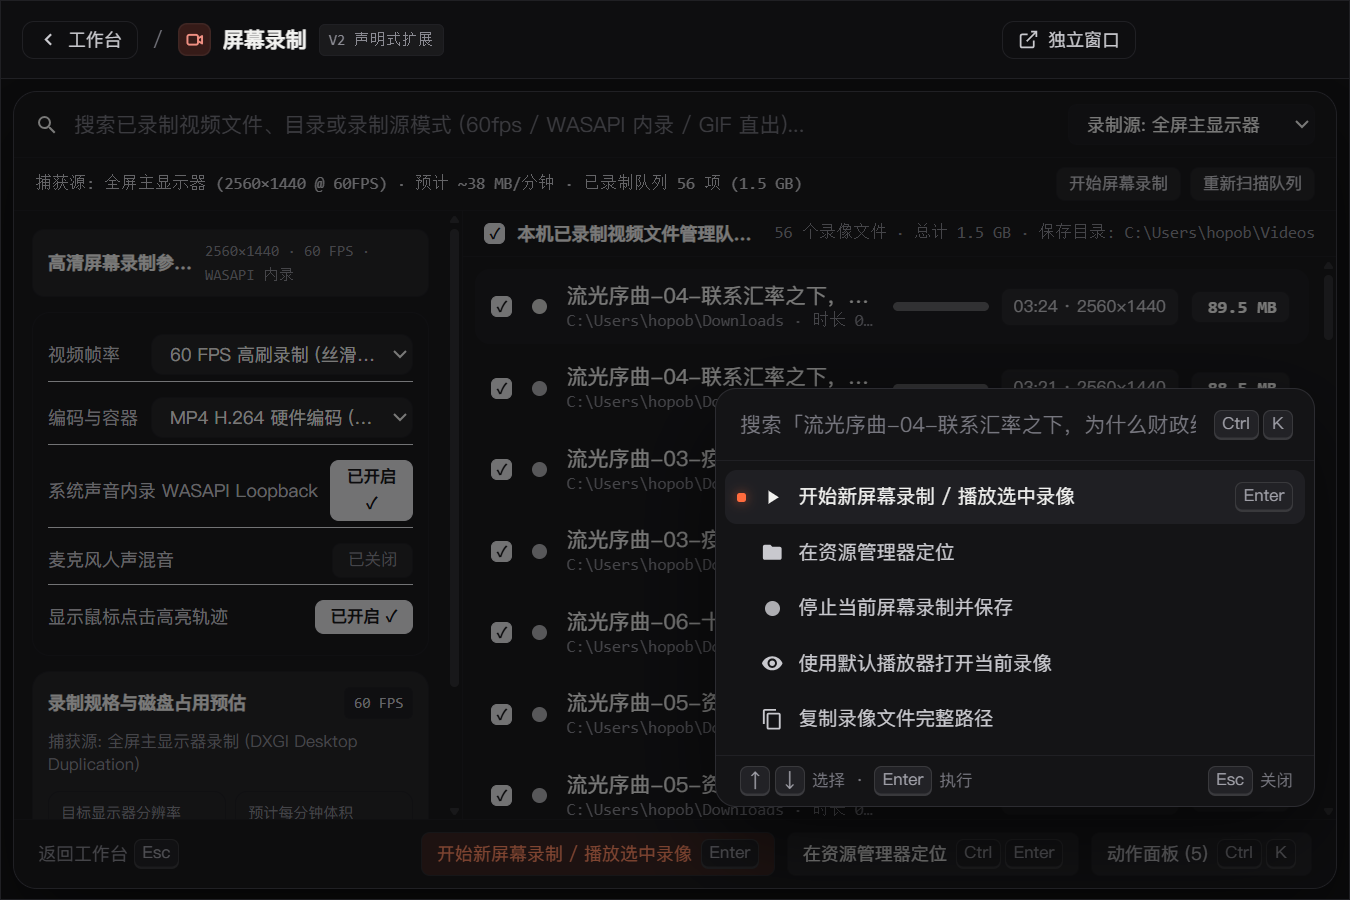 工作台 / 屏幕录制 V2 声明式扩展 独立窗口
搜索已录制视频文件、目录或录制源模式 (60fps / WASAPI 内录 / GIF 直出)... 录制源: 全屏主显示器
捕获源: 全屏主显示器 (2560×1440 @ 60FPS) · 预计 ~38 MB/分钟 · 已录制队列 56 项 (1.5 GB) 开始屏幕录制 重新扫描队列
高清屏幕录制参... 2560×1440 · 60 FPS ·
WASAPI 内录
视频帧率 60 FPS 高刷录制 (丝滑...
编码与容器 MP4 H.264 硬件编码 (...
系统声音内录 WASAPI Loopback 已开启 ✓
麦克风人声混音 已关闭
显示鼠标点击高亮轨迹 已开启 ✓
录制规格与磁盘占用预估 60 FPS
捕获源: 全屏主显示器录制 (DXGI Desktop
Duplication)
目标显示器分辨率 预计每分钟体积
本机已录制视频文件管理队... 56 个录像文件 · 总计 1.5 GB · 保存目录: C:\Users\hopob\Videos
流光序曲-04-联系汇率之下，... 03:24 · 2560×1440 89.5 MB
C:\Users\hopob\Downloads · 时长 0…
流光序曲-04-联系汇率之下，... 03:21 · 2560×1440 88.5 MB
C:\Users\hopob\Do
流光序曲-03-疫
C:\Users\hopob\Do
流光序曲-03-疫
C:\Users\hopob\Do
流光序曲-06-十
C:\Users\hopob\Do
流光序曲-05-资
C:\Users\hopob\Do
流光序曲-05-资
C:\Users\hopob\Downloads · 时长 0…
搜索「流光序曲-04-联系汇率之下，为什么财政纟 Ctrl K
开始新屏幕录制 / 播放选中录像 Enter
在资源管理器定位
停止当前屏幕录制并保存
使用默认播放器打开当前录像
复制录像文件完整路径
↑ ↓ 选择 · Enter 执行 Esc 关闭
返回工作台 Esc 开始新屏幕录制 / 播放选中录像 Enter 在资源管理器定位 Ctrl Enter 动作面板 (5) Ctrl K